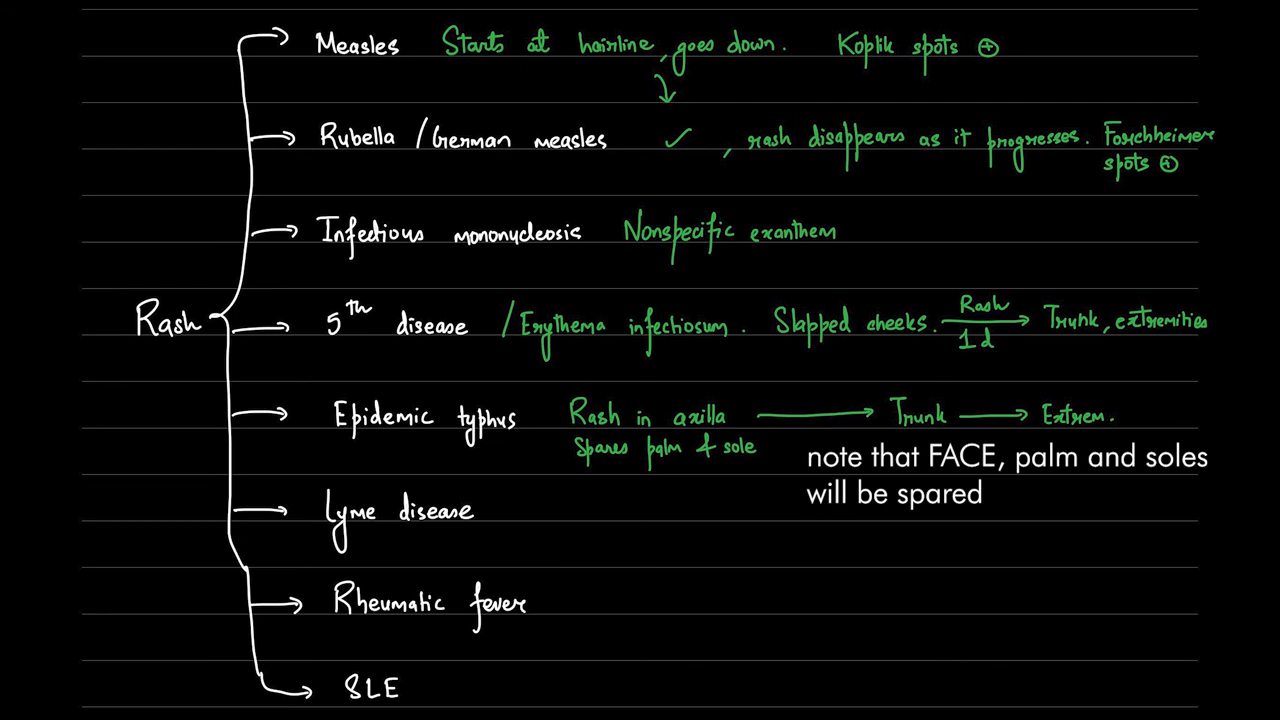 Measles Starts at hairline, goes down. Koplik spots ⊕
Rubella / German measles ✓, rash disappears as it progresses. Forchheimer
spots ⊕
Infectious mononucleosis Nonspecific exanthem
Rash
5th disease / Erythema infectiosum. Slapped cheeks. Rash 1d → Trunk, extremities
Epidemic typhus Rash in axilla → Trunk → Extrem.
Spares palm & sole
note that FACE, palm and soles
will be spared
Lyme disease
Rheumatic fever
SLE